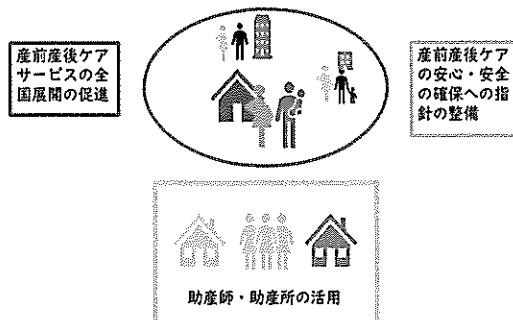 産前産後ケア
サービスの全
国展開の促進
産前産後ケア
の安心・安全
の確保への指
針の整備
助産師・助産所の活用